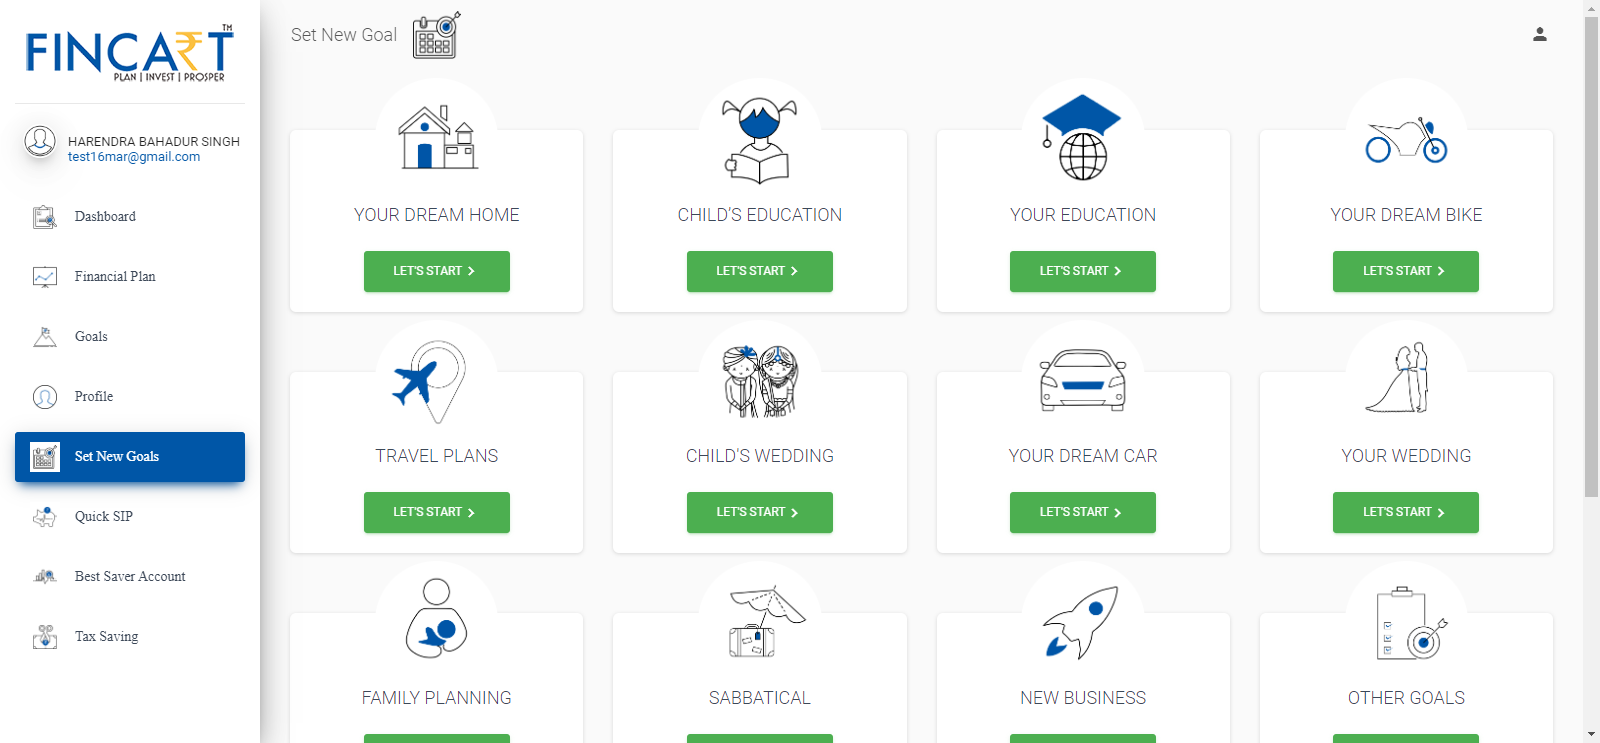 FINCART™
PLAN | INVEST | PROSPER
HARENDRA BAHADUR SINGH
test16mar@gmail.com
Dashboard
Financial Plan
Goals
Profile
Set New Goals
Quick SIP
Best Saver Account
Tax Saving
Set New Goal
YOUR DREAM HOME
LET'S START
CHILD'S EDUCATION
LET'S START
YOUR EDUCATION
LET'S START
YOUR DREAM BIKE
LET'S START
TRAVEL PLANS
LET'S START
CHILD'S WEDDING
LET'S START
YOUR DREAM CAR
LET'S START
YOUR WEDDING
LET'S START
FAMILY PLANNING
SABBATICAL
NEW BUSINESS
OTHER GOALS